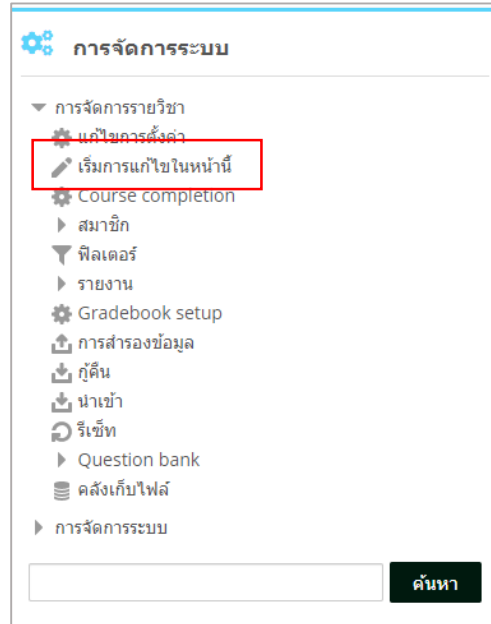 การจัดการระบบ
การจัดการรายวิชา
แก้ไขการตั้งค่า
เริ่มการแก้ไขในหน้านี้
Course completion
สมาชิก
ฟิลเตอร์
รายงาน
Gradebook setup
การสำรองข้อมูล
กู้คืน
นำเข้า
รีเซ็ท
Question bank
คลังเก็บไฟล์
การจัดการระบบ
ค้นหา